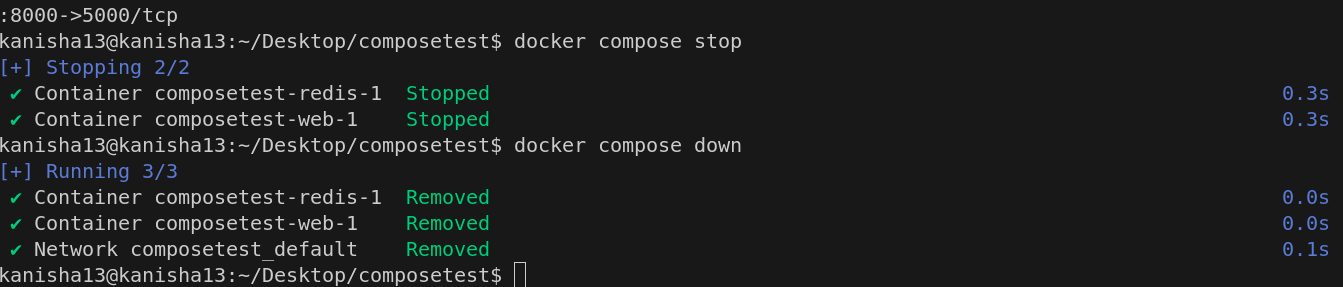 :8000->5000/tcp
kanisha13@kanisha13:~/Desktop/composetest$ docker compose stop
[+] Stopping 2/2
✔ Container composetest-redis-1  Stopped 0.3s
✔ Container composetest-web-1    Stopped 0.3s
kanisha13@kanisha13:~/Desktop/composetest$ docker compose down
[+] Running 3/3
✔ Container composetest-redis-1  Removed 0.0s
✔ Container composetest-web-1    Removed 0.0s
✔ Network composetest_default    Removed 0.1s
kanisha13@kanisha13:~/Desktop/composetest$